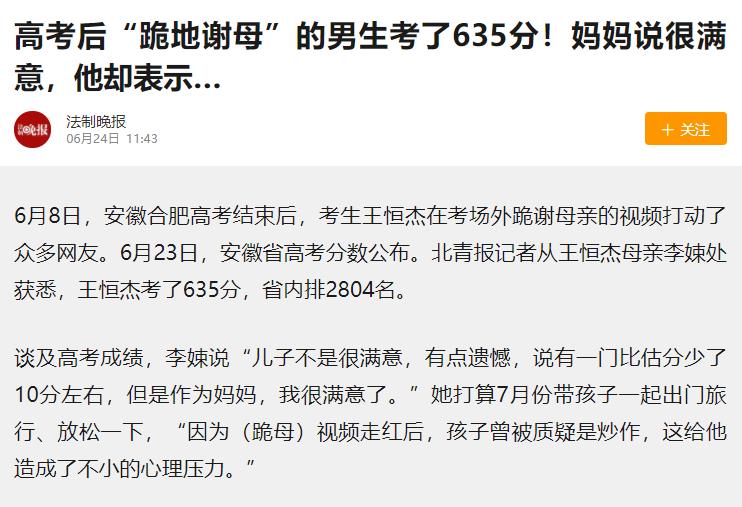 高考后“跪地谢母”的男生考了635分！妈妈说很满
意，他却表示...
晚报
法制晚报
06月24日 11:43
+ 关注
6月8日，安徽合肥高考结束后，考生王恒杰在考场外跪谢母亲的视频打动了
众多网友。6月23日，安徽省高考分数公布。北青报记者从王恒杰母亲李娻处
获悉，王恒杰考了635分，省内排2804名。
谈及高考成绩，李娻说“儿子不是很满意，有点遗憾，说有一门比估分少了
10分左右，但是作为妈妈，我很满意了。”她打算7月份带孩子一起出门旅
行、放松一下，“因为（跪母）视频走红后，孩子曾被质疑是炒作，这给他
造成了不小的心理压力。”